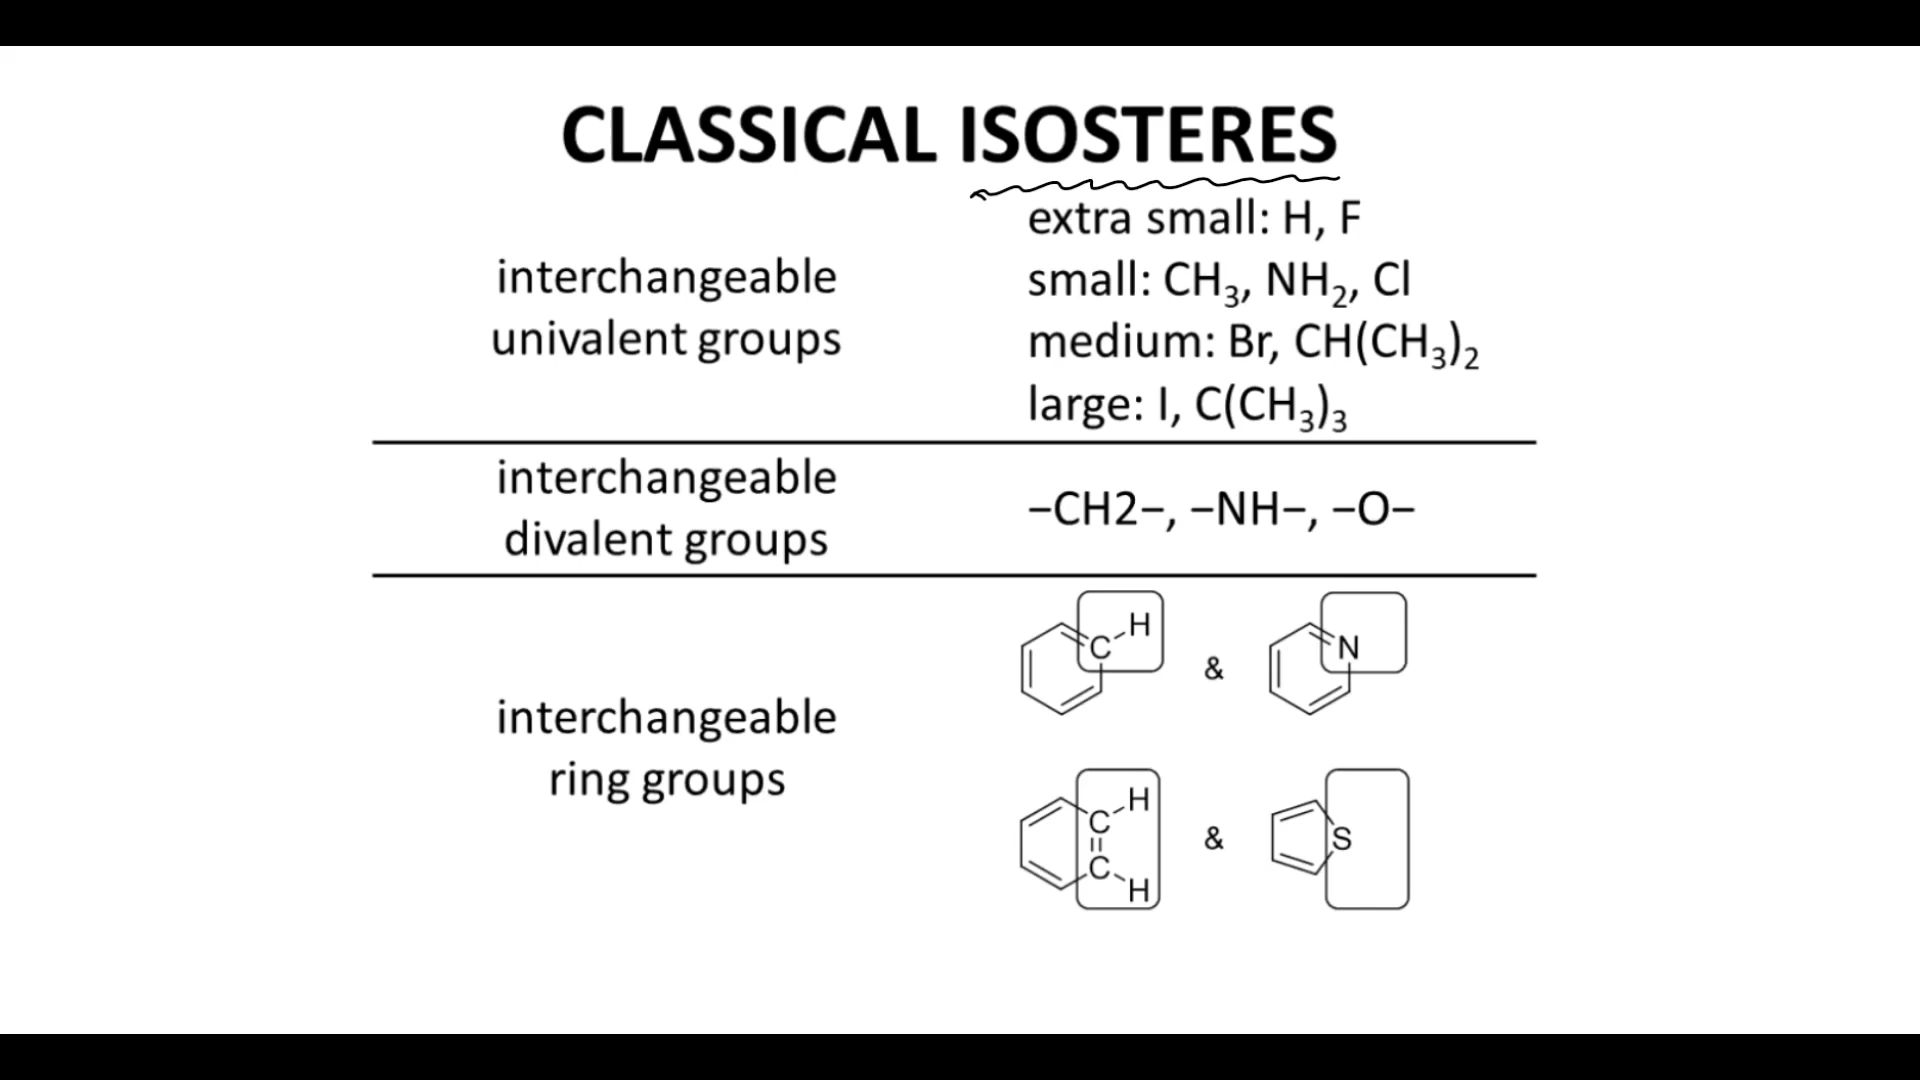 CLASSICAL ISOSTERES
interchangeable
univalent groups
extra small: H, F
small: CH₃, NH₂, Cl
medium: Br, CH(CH₃)₂
large: I, C(CH₃)₃
interchangeable
divalent groups
–CH2–, –NH–, –O–
interchangeable
ring groups
H
C
&
N
H
C
C
H
&
S